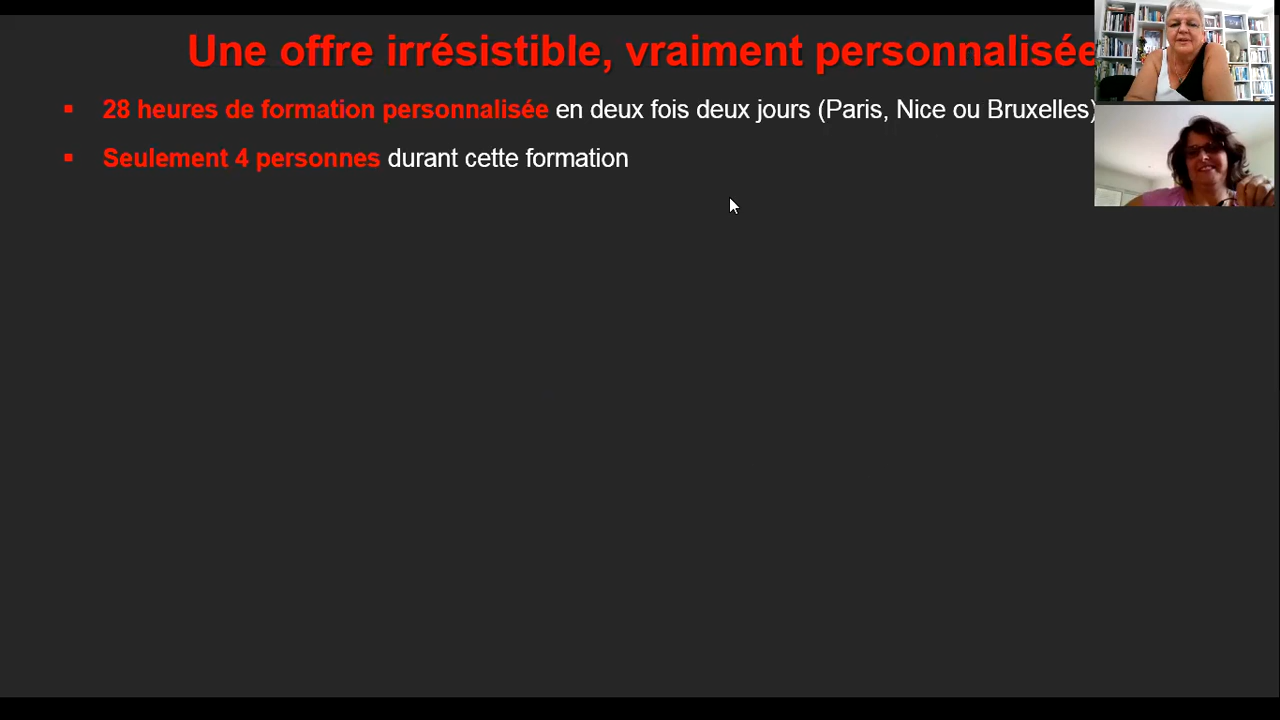 Une offre irrésistible, vraiment personnalisée
▪ 28 heures de formation personnalisée en deux fois deux jours (Paris, Nice ou Bruxelles)
▪ Seulement 4 personnes durant cette formation